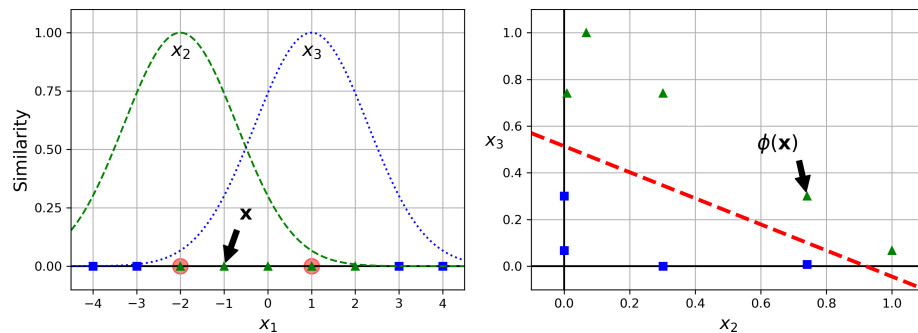 1.00
0.75
0.50
0.25
0.00
Similarity
x₂
x₃
x
−4 −3 −2 −1 0 1 2 3 4
x₁
1.0
0.8
0.6
0.4
0.2
0.0
x₃
ϕ(x)
0.0 0.2 0.4 0.6 0.8 1.0
x₂